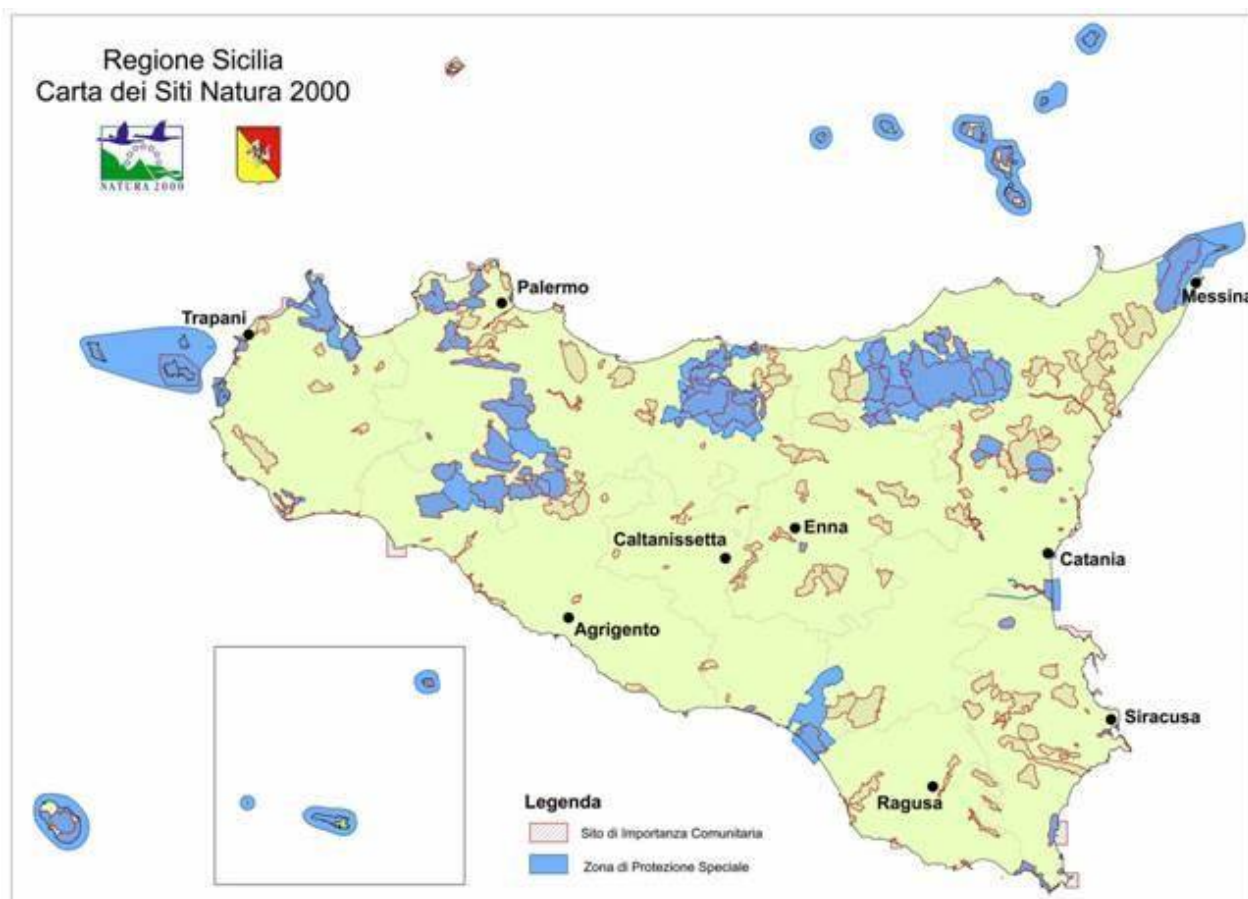 Regione Sicilia
Carta dei Siti Natura 2000
NATURA 2000
Palermo
Trapani
Messina
Enna
Caltanissetta
Catania
Agrigento
Siracusa
Ragusa
Legenda
Sito di Importanza Comunitaria
Zona di Protezione Speciale